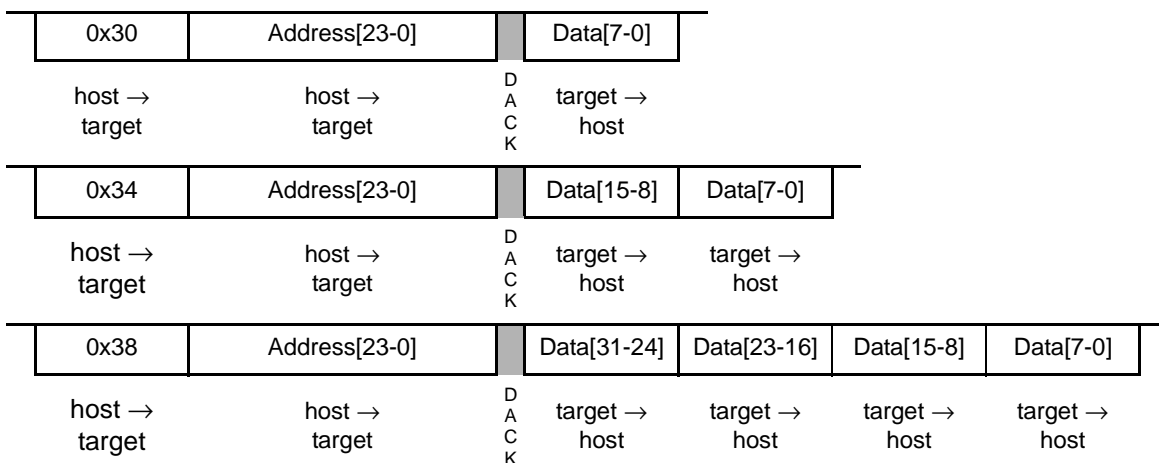 0x30 Address[23-0] Data[7-0]
host → host → D A C K target →
target target host
0x34 Address[23-0] Data[15-8] Data[7-0]
host → host → D A C K target → target →
target target host host
0x38 Address[23-0] Data[31-24] Data[23-16] Data[15-8] Data[7-0]
host → host → D A C K target → target → target → target →
target target host host host host